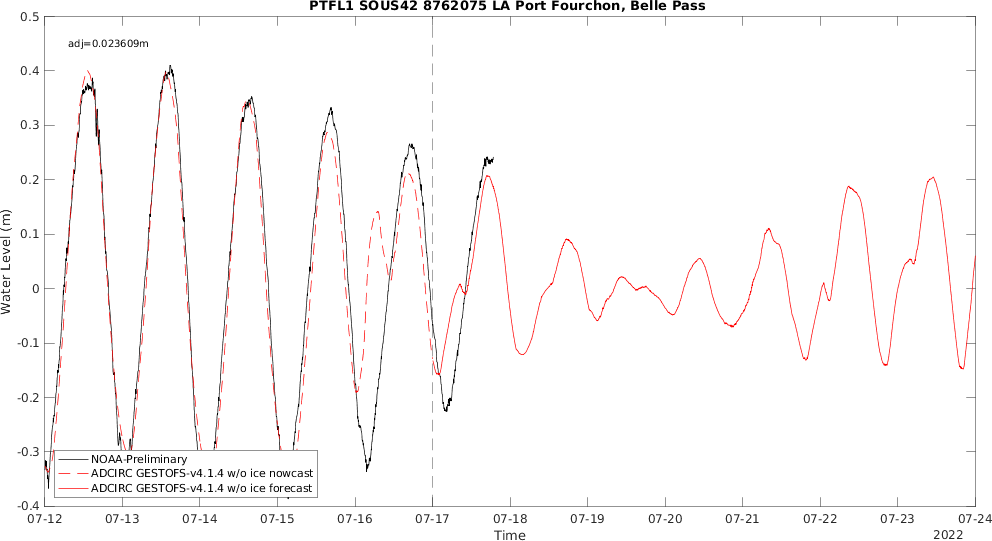 PTFL1 SOUS42 8762075 LA Port Fourchon, Belle Pass
adj=0.023609m
0.5
0.4
0.3
0.2
0.1
0
-0.1
-0.2
-0.3
-0.4
Water Level (m)
NOAA-Preliminary
ADCIRC GESTOFS-v4.1.4 w/o ice nowcast
ADCIRC GESTOFS-v4.1.4 w/o ice forecast
07-12 07-13 07-14 07-15 07-16 07-17 07-18 07-19 07-20 07-21 07-22 07-23 07-24
Time
2022